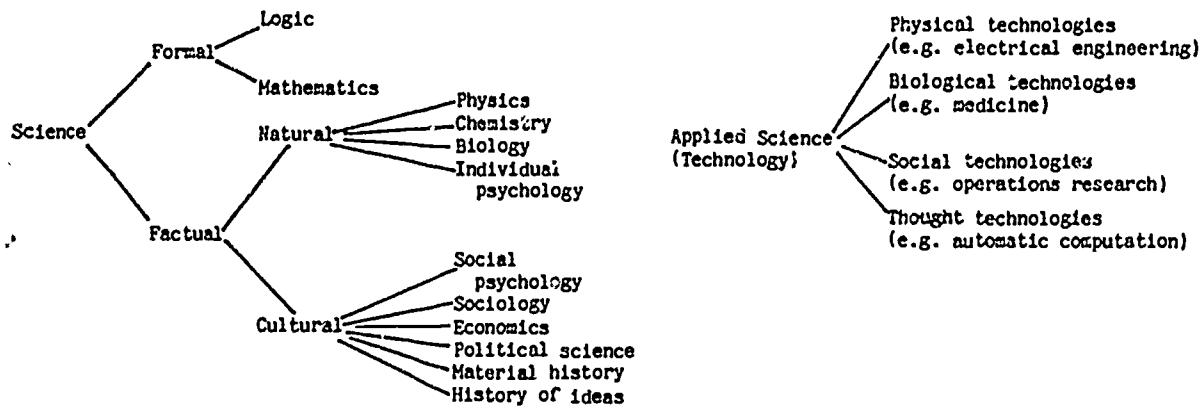 Science
Formal
Logic
Mathematics
Factual
Natural
Physics
Chemistry
Biology
Individual
psychology
Cultural
Social
psychology
Sociology
Economics
Political science
Material history
History of ideas
Applied Science
(Technology)
Physical technologies
(e.g. electrical engineering)
Biological technologies
(e.g. medicine)
Social technologies
(e.g. operations research)
Thought technologies
(e.g. automatic computation)